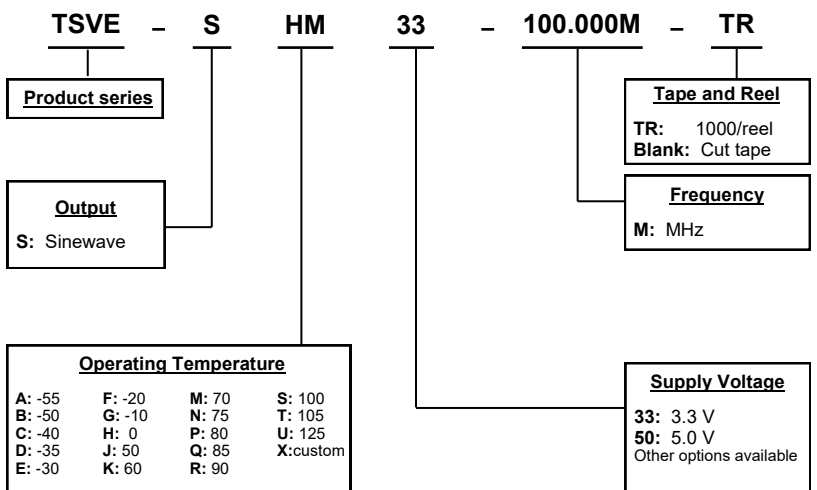 TSVE – S HM 33 – 100.000M – TR
Product series
Tape and Reel
TR: 1000/reel
Blank: Cut tape
Output
S: Sinewave
Frequency
M: MHz
Operating Temperature
A: -55 F: -20 M: 70 S: 100
B: -50 G: -10 N: 75 T: 105
C: -40 H: 0 P: 80 U: 125
D: -35 J: 50 Q: 85 X:custom
E: -30 K: 60 R: 90
Supply Voltage
33: 3.3 V
50: 5.0 V
Other options available